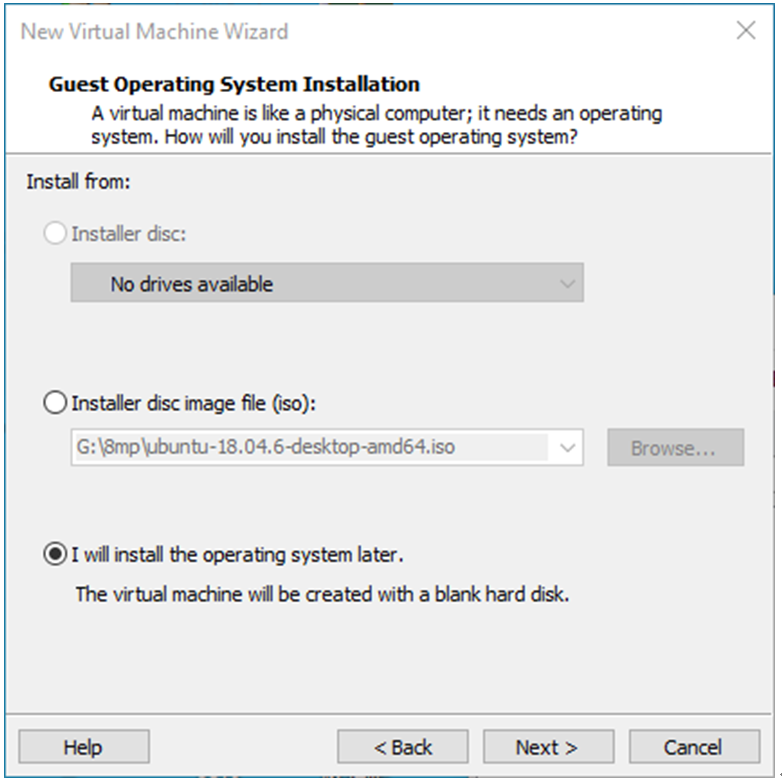 New Virtual Machine Wizard
Guest Operating System Installation
A virtual machine is like a physical computer; it needs an operating
system. How will you install the guest operating system?
Install from:
Installer disc:
No drives available
Installer disc image file (iso):
G:\8mp\ubuntu-18.04.6-desktop-amd64.iso
Browse...
I will install the operating system later.
The virtual machine will be created with a blank hard disk.
Help
< Back
Next >
Cancel